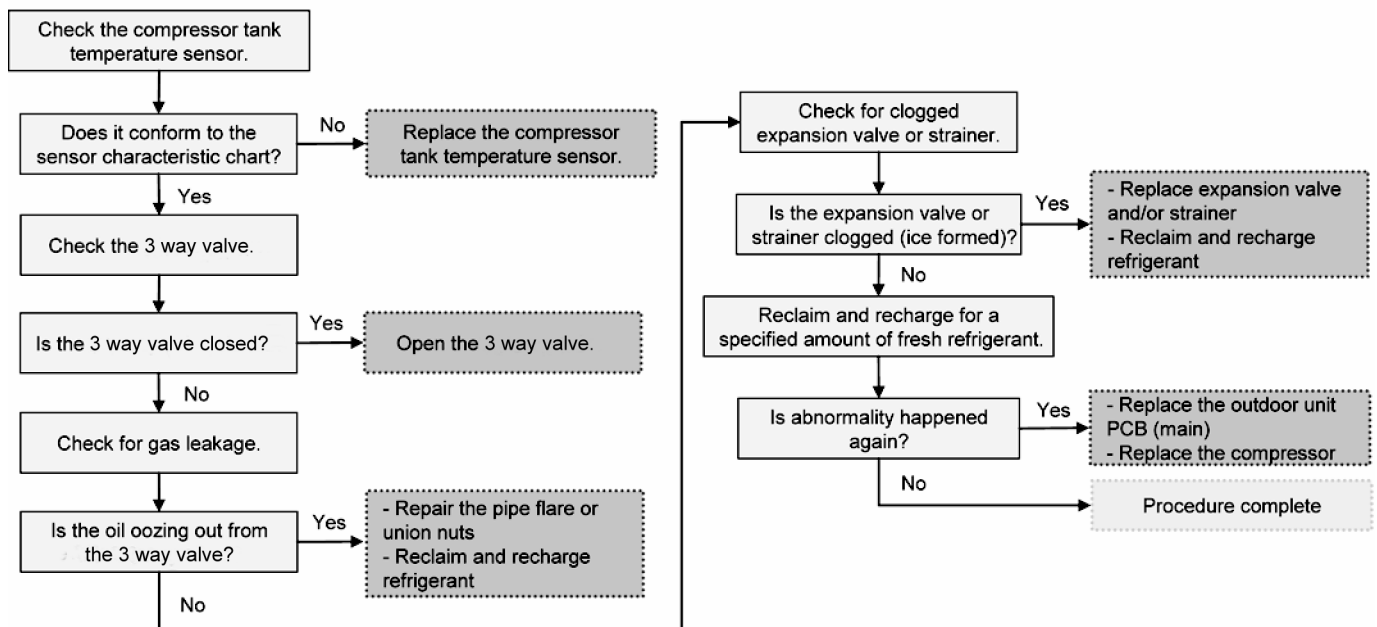 Check the compressor tank
temperature sensor.
Does it conform to the
sensor characteristic chart?
No
Replace the compressor
tank temperature sensor.
Yes
Check the 3 way valve.
Is the 3 way valve closed?
Yes
Open the 3 way valve.
No
Check for gas leakage.
Is the oil oozing out from
the 3 way valve?
Yes
- Repair the pipe flare or
union nuts
- Reclaim and recharge
refrigerant
No
Check for clogged
expansion valve or strainer.
Is the expansion valve or
strainer clogged (ice formed)?
Yes
- Replace expansion valve
and/or strainer
- Reclaim and recharge
refrigerant
No
Reclaim and recharge for a
specified amount of fresh refrigerant.
Is abnormality happened
again?
Yes
- Replace the outdoor unit
PCB (main)
- Replace the compressor
No
Procedure complete